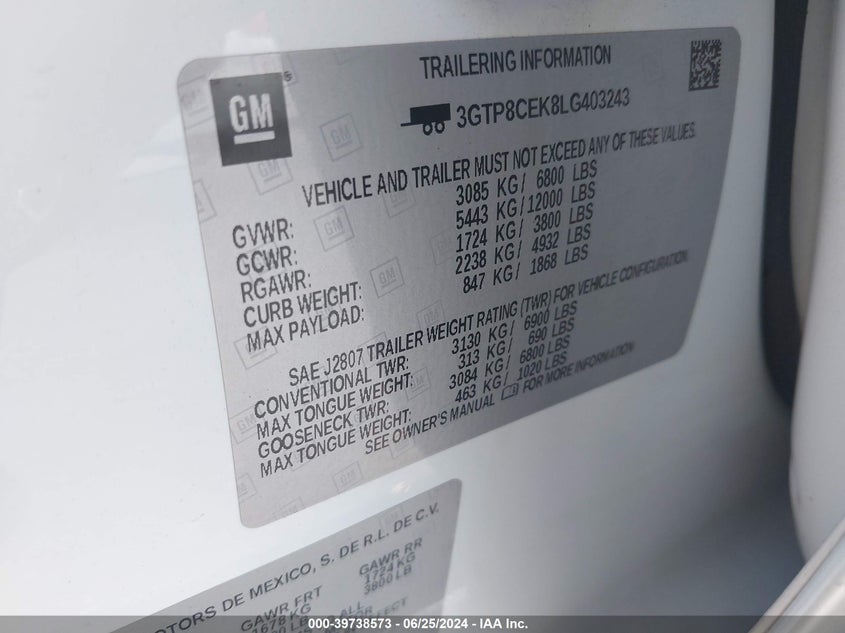 TRAILERING INFORMATION
GM
®
3GTP8CEK8LG403243
VEHICLE AND TRAILER MUST NOT EXCEED ANY OF THESE VALUES.
GVWR: 3085 KG/ 6800 LBS
GCWR: 5443 KG/12000 LBS
RGAWR: 1724 KG/ 3800 LBS
CURB WEIGHT: 2238 KG/ 4932 LBS
MAX PAYLOAD: 847 KG/ 1868 LBS
SAE J2807 TRAILER WEIGHT RATING (TWR) FOR VEHICLE CONFIGURATION.
CONVENTIONAL TWR: 3130 KG/ 6900 LBS
MAX TONGUE WEIGHT: 313 KG/ 690 LBS
GOOSENECK TWR: 3084 KG/ 6800 LBS
MAX TONGUE WEIGHT: 463 KG/ 1020 LBS
SEE OWNER'S MANUAL FOR MORE INFORMATION
OTORS DE MEXICO, S. DE R.L. DE C.V.
GAWR FRT GAWR RR
1678 KG 1724 KG
3800 LB
000-39738573 - 06/25/2024 - IAA Inc.